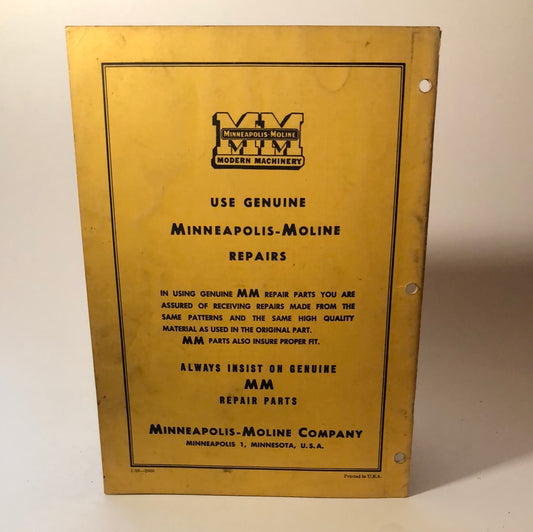 MM
MINNEAPOLIS-MOLINE
MODERN MACHINERY
USE GENUINE
MINNEAPOLIS-MOLINE
REPAIRS
IN USING GENUINE MM REPAIR PARTS YOU ARE
ASSURED OF RECEIVING REPAIRS MADE FROM THE
SAME PATTERNS AND THE SAME HIGH QUALITY
MATERIAL AS USED IN THE ORIGINAL PART.
MM PARTS ALSO INSURE PROPER FIT.
ALWAYS INSIST ON GENUINE
MM
REPAIR PARTS
MINNEAPOLIS-MOLINE COMPANY
MINNEAPOLIS 1, MINNESOTA, U.S.A.
Printed in U.S.A.